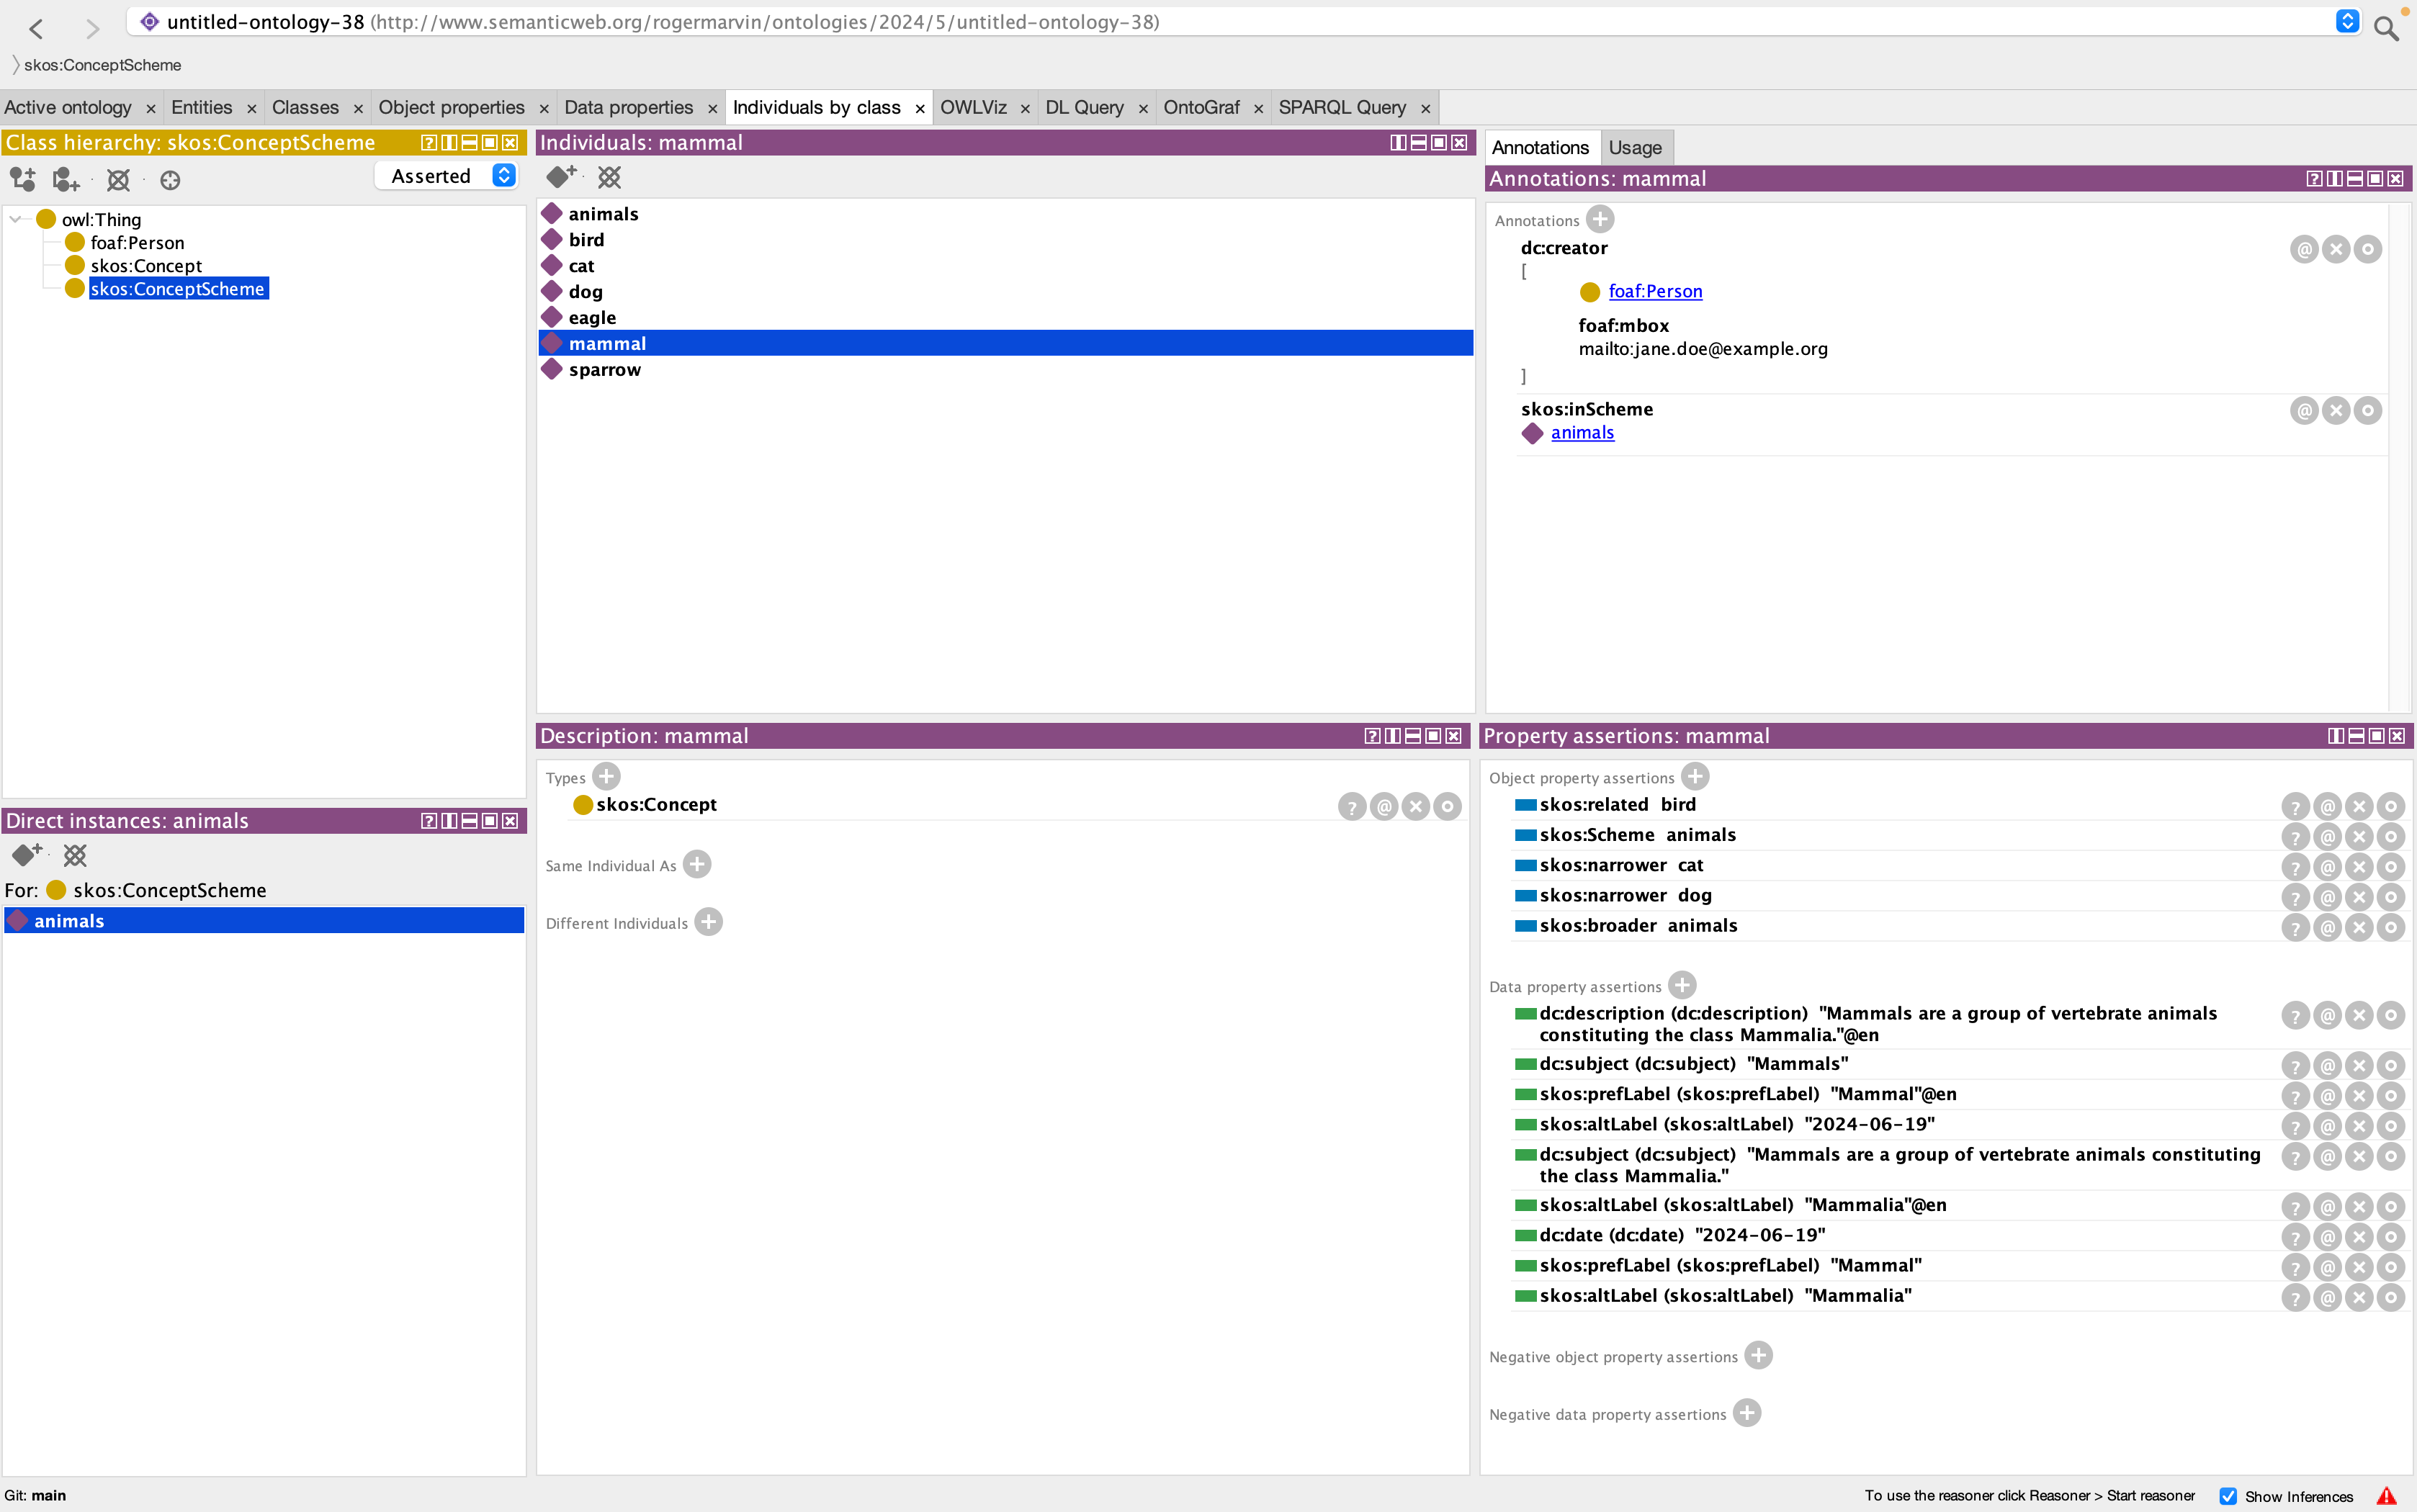 untitled-ontology-38 (http://www.semanticweb.org/rogermarvin/ontologies/2024/5/untitled-ontology-38)
skos:ConceptScheme
Active ontology × Entities × Classes × Object properties × Data properties × Individuals by class × OWLViz × DL Query × OntoGraf × SPARQL Query ×
Class hierarchy: skos:ConceptScheme
Asserted
owl:Thing
foaf:Person
skos:Concept
skos:ConceptScheme
Direct instances: animals
For: skos:ConceptScheme
animals
Individuals: mammal
animals
bird
cat
dog
eagle
mammal
sparrow
Annotations Usage
Annotations: mammal
Annotations
dc:creator
[
foaf:Person
foaf:mbox
mailto:jane.doe@example.org
]
skos:inScheme
animals
Description: mammal
Types
skos:Concept
Same Individual As
Different Individuals
Property assertions: mammal
Object property assertions
skos:related bird
skos:Scheme animals
skos:narrower cat
skos:narrower dog
skos:broader animals
Data property assertions
dc:description (dc:description) "Mammals are a group of vertebrate animals
constituting the class Mammalia."@en
dc:subject (dc:subject) "Mammals"
skos:prefLabel (skos:prefLabel) "Mammal"@en
skos:altLabel (skos:altLabel) "2024-06-19"
dc:subject (dc:subject) "Mammals are a group of vertebrate animals constituting
the class Mammalia."
skos:altLabel (skos:altLabel) "Mammalia"@en
dc:date (dc:date) "2024-06-19"
skos:prefLabel (skos:prefLabel) "Mammal"
skos:altLabel (skos:altLabel) "Mammalia"
Negative object property assertions
Negative data property assertions
Git: main
To use the reasoner click Reasoner > Start reasoner Show Inferences